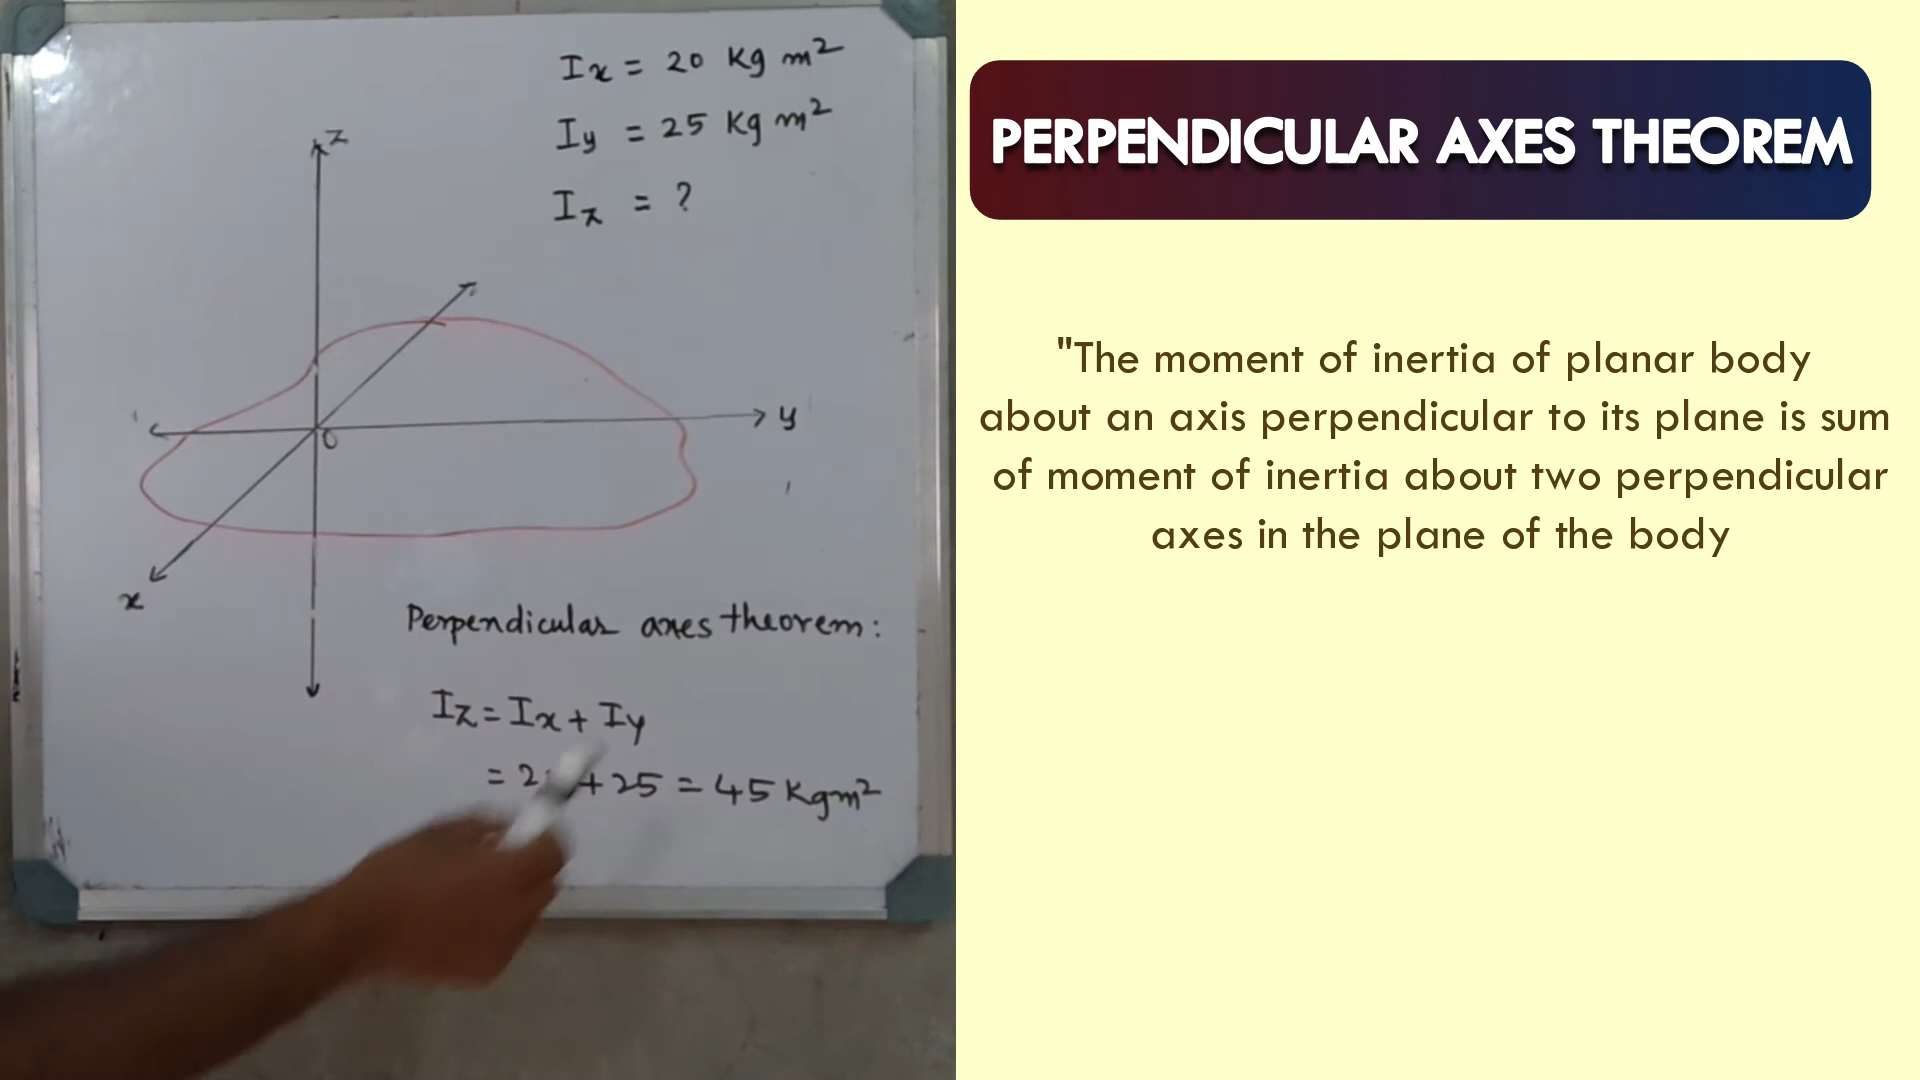 Ix = 20 Kg m²
Iy = 25 Kg m²
Iz = ?
z
y
O
x
Perpendicular axes theorem:
Iz = Ix + Iy
= +25 = 45 Kgm²
PERPENDICULAR AXES THEOREM
"The moment of inertia of planar body
about an axis perpendicular to its plane is sum
of moment of inertia about two perpendicular
axes in the plane of the body